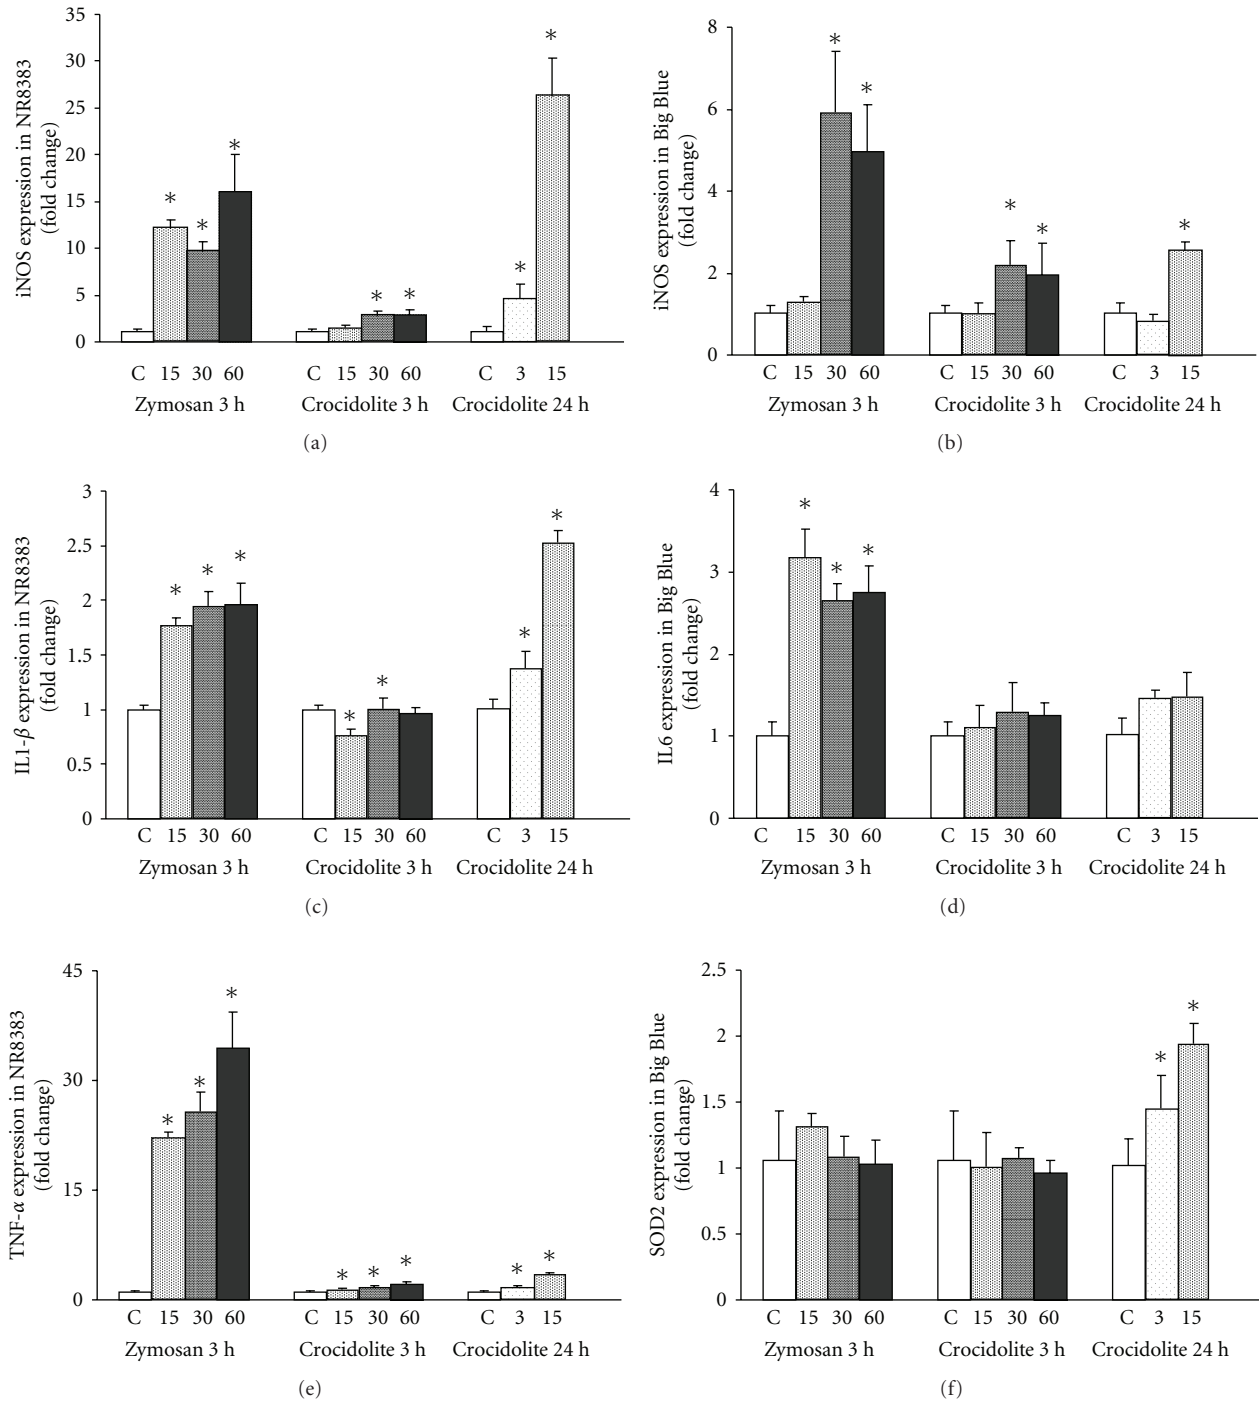 iNOS expression in NR8383
(fold change)
35
30
25
20
15
10
5
0
* * * * * * *
C 15 30 60 C 15 30 60 C 3 15
Zymosan 3 h Crocidolite 3 h Crocidolite 24 h
(a)
iNOS expression in Big Blue
(fold change)
8
6
4
2
0
* * * * *
C 15 30 60 C 15 30 60 C 3 15
Zymosan 3 h Crocidolite 3 h Crocidolite 24 h
(b)
IL1-β expression in NR8383
(fold change)
3
2.5
2
1.5
1
0.5
0
* * * * * * *
C 15 30 60 C 15 30 60 C 3 15
Zymosan 3 h Crocidolite 3 h Crocidolite 24 h
(c)
IL6 expression in Big Blue
(fold change)
4
3
2
1
0
* * *
C 15 30 60 C 15 30 60 C 3 15
Zymosan 3 h Crocidolite 3 h Crocidolite 24 h
(d)
TNF-α expression in NR8383
(fold change)
45
30
15
0
* * * * * * * *
C 15 30 60 C 15 30 60 C 3 15
Zymosan 3 h Crocidolite 3 h Crocidolite 24 h
(e)
SOD2 expression in Big Blue
(fold change)
2.5
2
1.5
1
0.5
0
* *
C 15 30 60 C 15 30 60 C 3 15
Zymosan 3 h Crocidolite 3 h Crocidolite 24 h
(f)